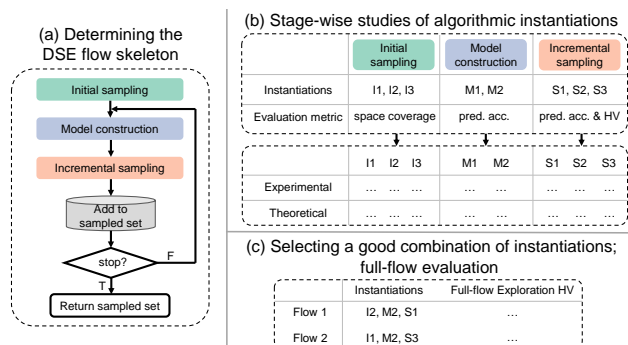 (a) Determining the
DSE flow skeleton
Initial sampling
Model construction
Incremental sampling
Add to
sampled set
stop?
F
T
Return sampled set
(b) Stage-wise studies of algorithmic instantiations
Initial sampling
Model construction
Incremental sampling
Instantiations I1, I2, I3 M1, M2 S1, S2, S3
Evaluation metric space coverage pred. acc. pred. acc. & HV
I1 I2 I3 M1 M2 S1 S2 S3
Experimental ... ... ... ... ... ... ... ...
Theoretical ... ... ... ... ... ... ... ...
(c) Selecting a good combination of instantiations;
full-flow evaluation
Instantiations Full-flow Exploration HV
Flow 1 I2, M2, S1 ...
Flow 2 I1, M2, S3 ...